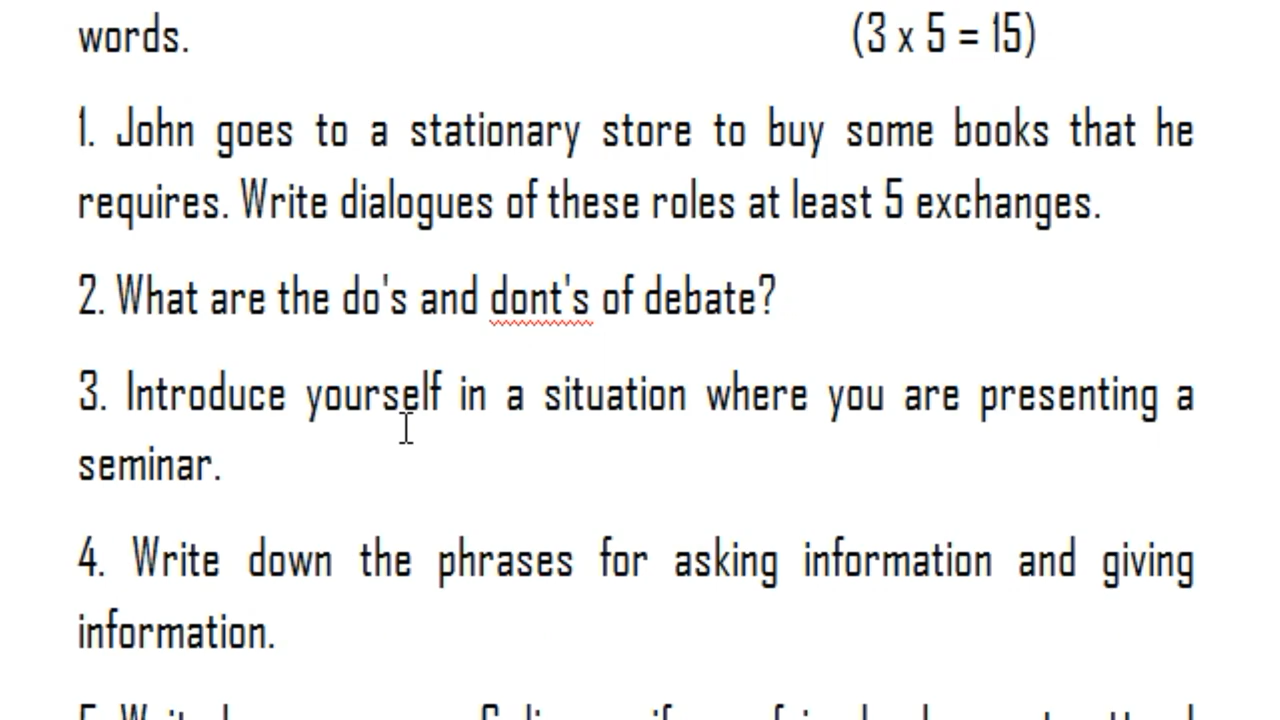 words. (3 x 5 = 15)
1. John goes to a stationary store to buy some books that he
requires. Write dialogues of these roles at least 5 exchanges.
2. What are the do's and dont's of debate?
3. Introduce yourself in a situation where you are presenting a
seminar.
4. Write down the phrases for asking information and giving
information.